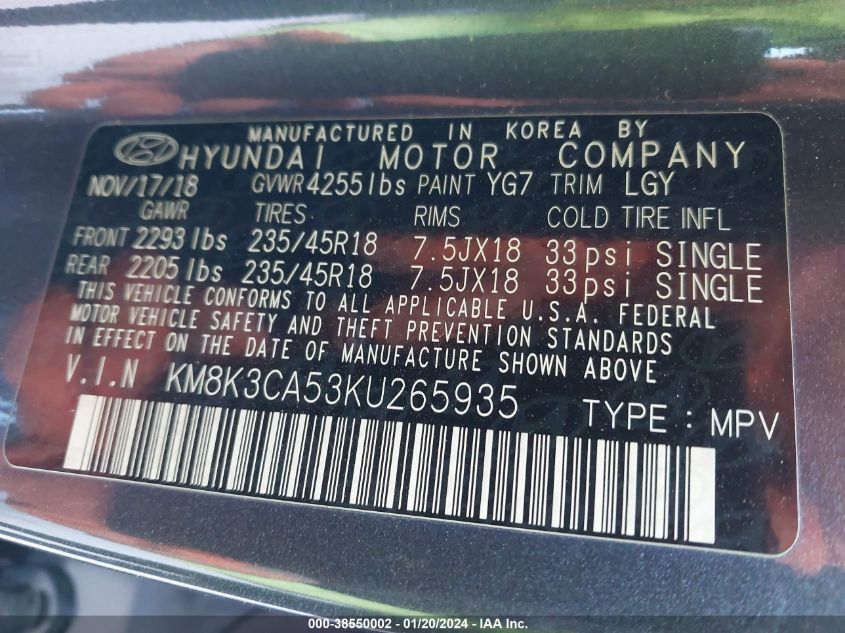 MANUFACTURED IN KOREA BY
HYUNDAI MOTOR COMPANY
NOV/17/18 GVWR 4255lbs PAINT YG7 TRIM LGY
GAWR TIRES RIMS COLD TIRE INFL
FRONT 2293 lbs 235/45R18 7.5JX18 33psi SINGLE
REAR 2205 lbs 235/45R18 7.5JX18 33psi SINGLE
THIS VEHICLE CONFORMS TO ALL APPLICABLE U.S.A. FEDERAL
MOTOR VEHICLE SAFETY AND THEFT PREVENTION STANDARDS
IN EFFECT ON THE DATE OF MANUFACTURE SHOWN ABOVE
V.I.N KM8K3CA53KU265935 TYPE : MPV
000-38550002 - 01/20/2024 - IAA Inc.